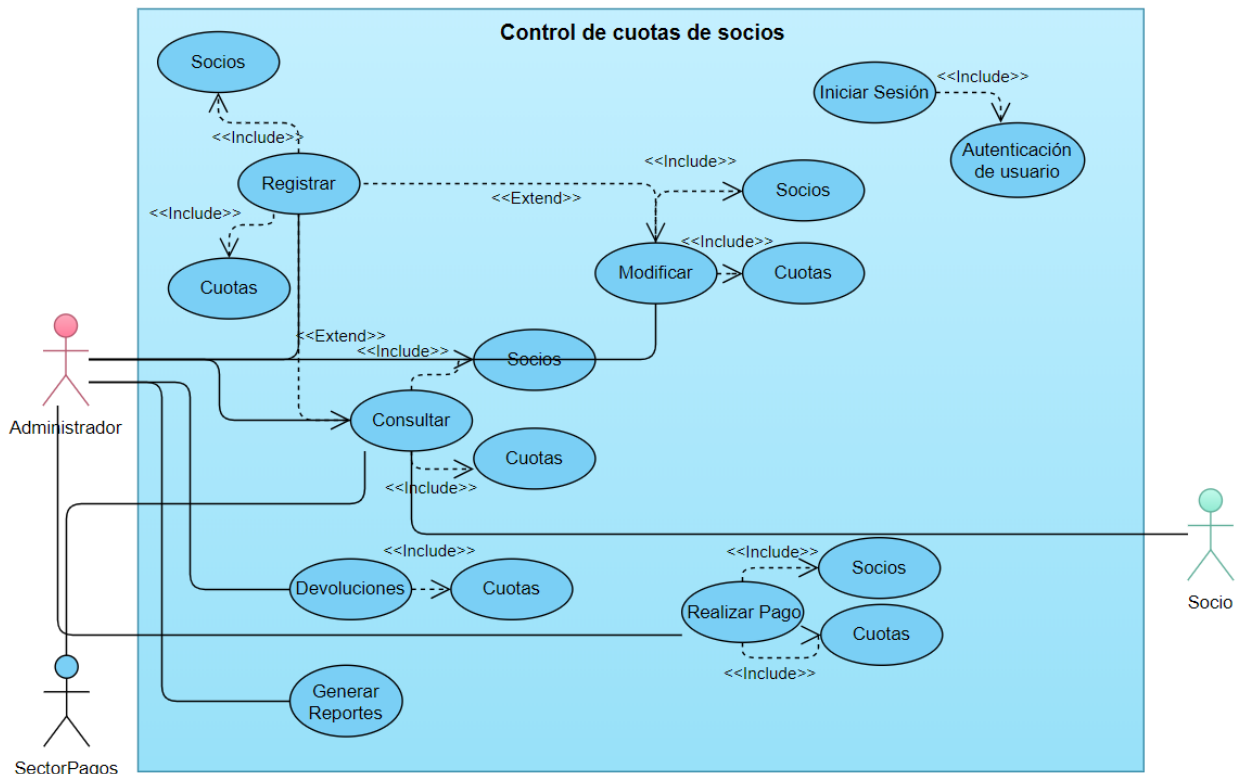 Control de cuotas de socios
Socios
<<Include>>
Iniciar Sesión
<<Include>>
Autenticación
de usuario
Registrar
<<Include>>
Socios
<<Extend>>
<<Include>>
Cuotas
<<Include>>
Modificar
Cuotas
Administrador
<<Extend>>
<<Include>>
Socios
Consultar
Cuotas
<<Include>>
<<Include>>
Devoluciones
Cuotas
<<Include>>
Socios
Realizar Pago
Cuotas
<<Include>>
Socio
Generar
Reportes
SectorPagos